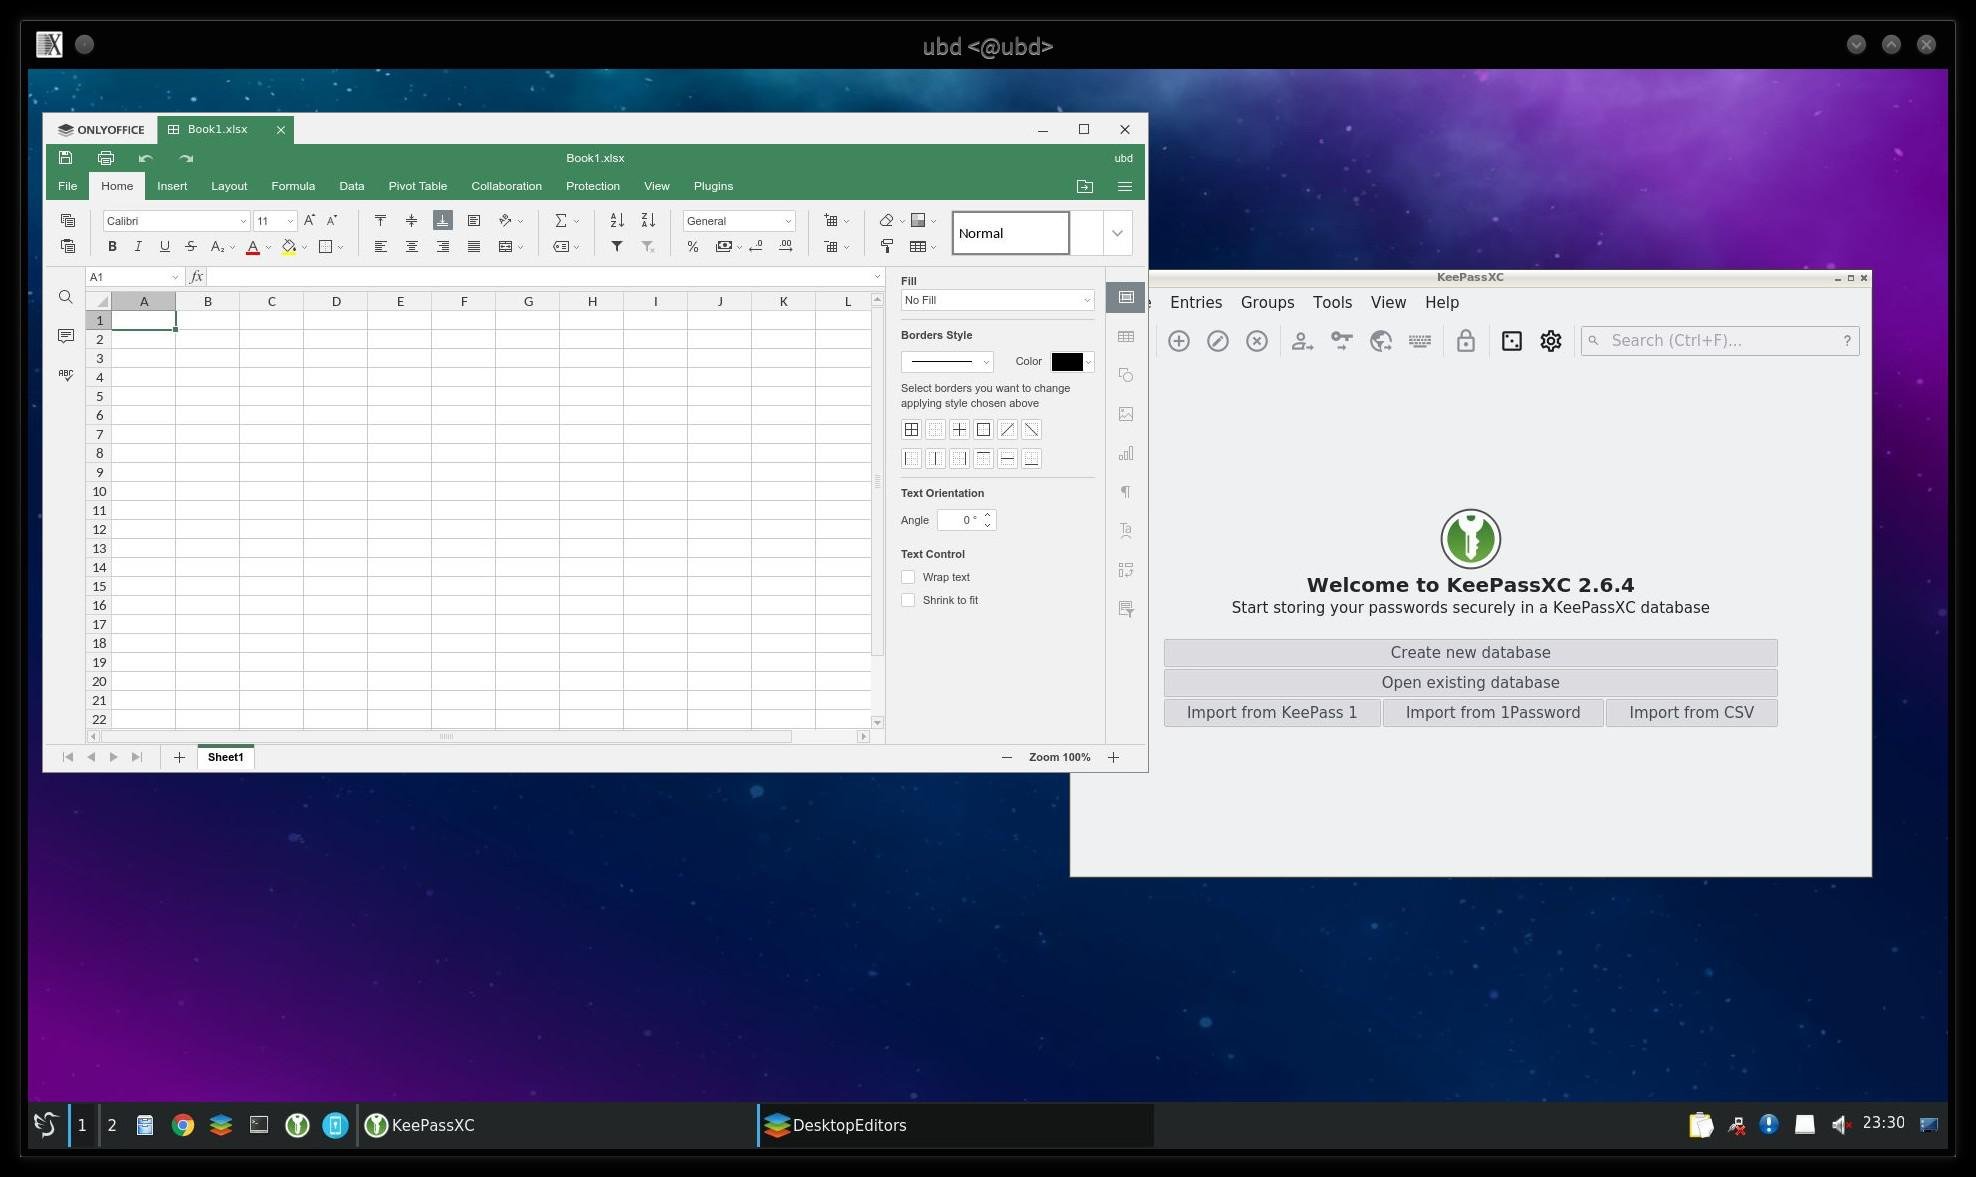 ubd <@ubd>
ONLYOFFICE Book1.xlsx
Book1.xlsx ubd
File Home Insert Layout Formula Data Pivot Table Collaboration Protection View Plugins
Calibri 11 General
Normal
A1
A B C D E F G H I J K L
1
2
3
4
5
6
7
8
9
10
11
12
13
14
15
16
17
18
19
20
21
22
Fill
No Fill
Borders Style
Color
Select borders you want to change
applying style chosen above
Text Orientation
Angle 0 °
Text Control
Wrap text
Shrink to fit
Sheet1 Zoom 100%
KeePassXC
Entries Groups Tools View Help
Search (Ctrl+F)... ?
Welcome to KeePassXC 2.6.4
Start storing your passwords securely in a KeePassXC database
Create new database
Open existing database
Import from KeePass 1 Import from 1Password Import from CSV
1 2 KeePassXC DesktopEditors 23:30